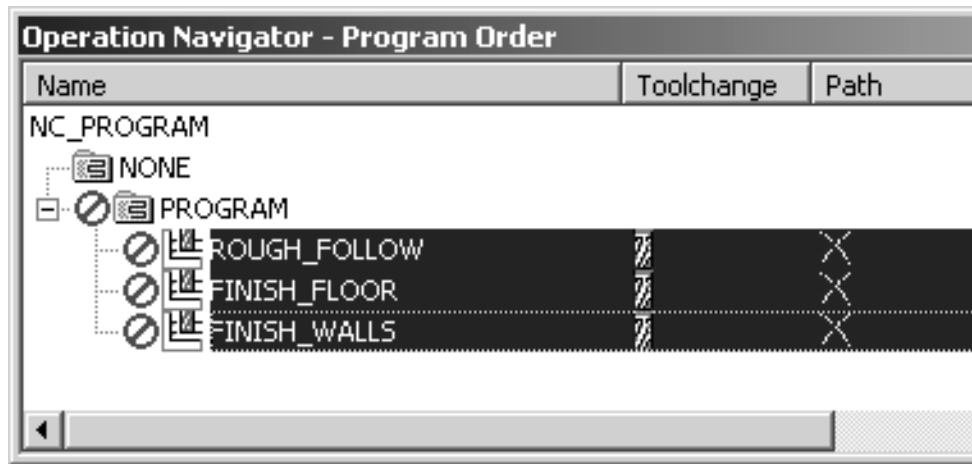 Operation Navigator - Program Order
Name Toolchange Path
NC_PROGRAM
NONE
PROGRAM
ROUGH_FOLLOW
FINISH_FLOOR
FINISH_WALLS